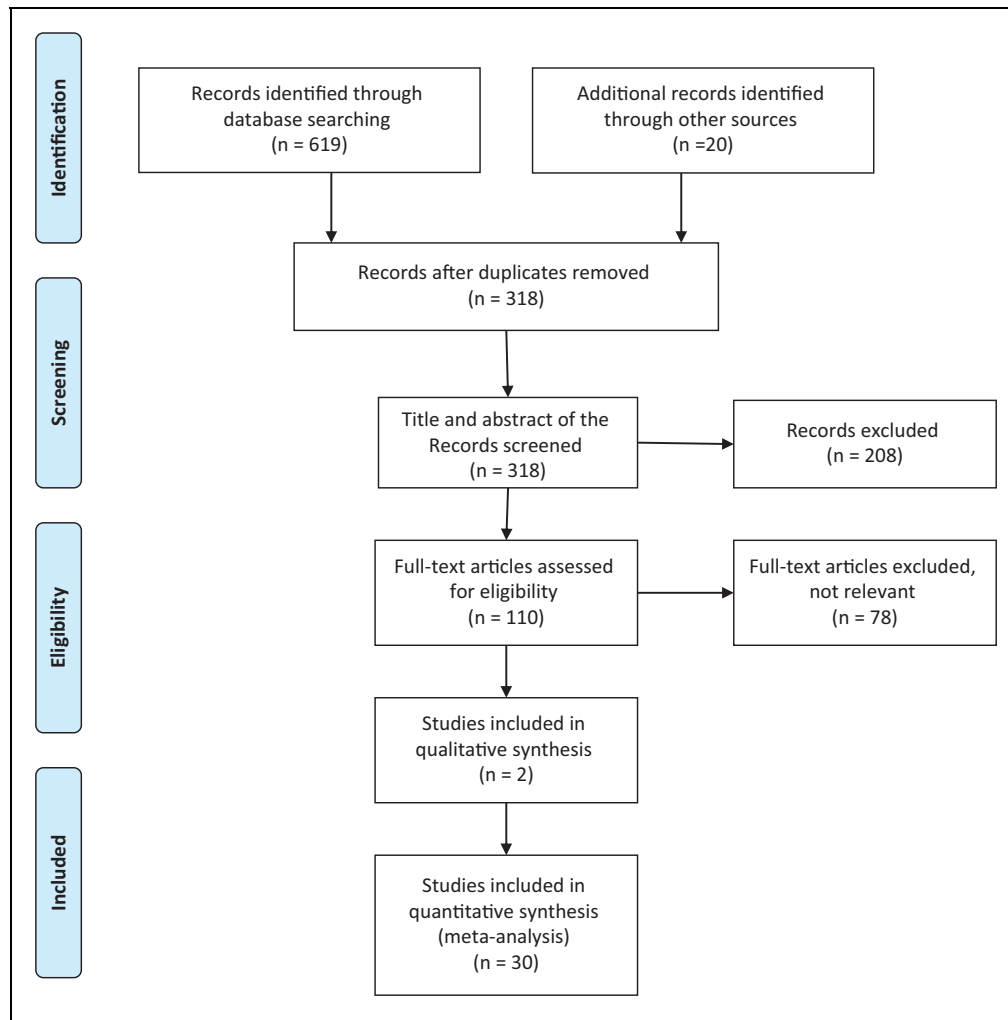 Identification
Records identified through
database searching
(n = 619)
Additional records identified
through other sources
(n =20)
Records after duplicates removed
(n = 318)
Screening
Title and abstract of the
Records screened
(n = 318)
Records excluded
(n = 208)
Eligibility
Full-text articles assessed
for eligibility
(n = 110)
Full-text articles excluded,
not relevant
(n = 78)
Studies included in
qualitative synthesis
(n = 2)
Included
Studies included in
quantitative synthesis
(meta-analysis)
(n = 30)